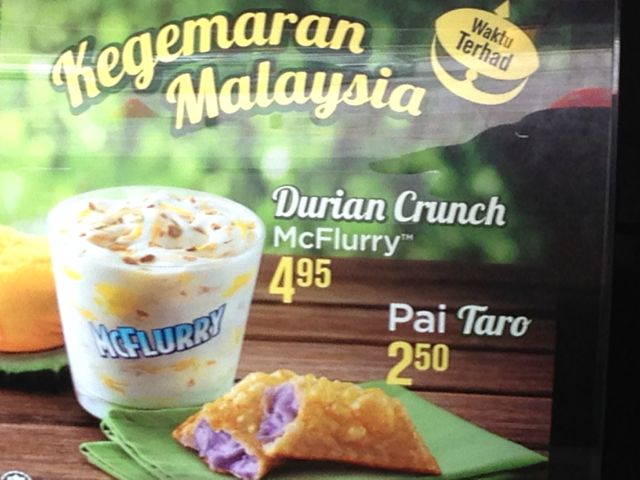 Kegemaran
Malaysia
Waktu
Terhad
Durian Crunch
McFlurry™
4 95
Pai Taro
2 50
McFLURRY